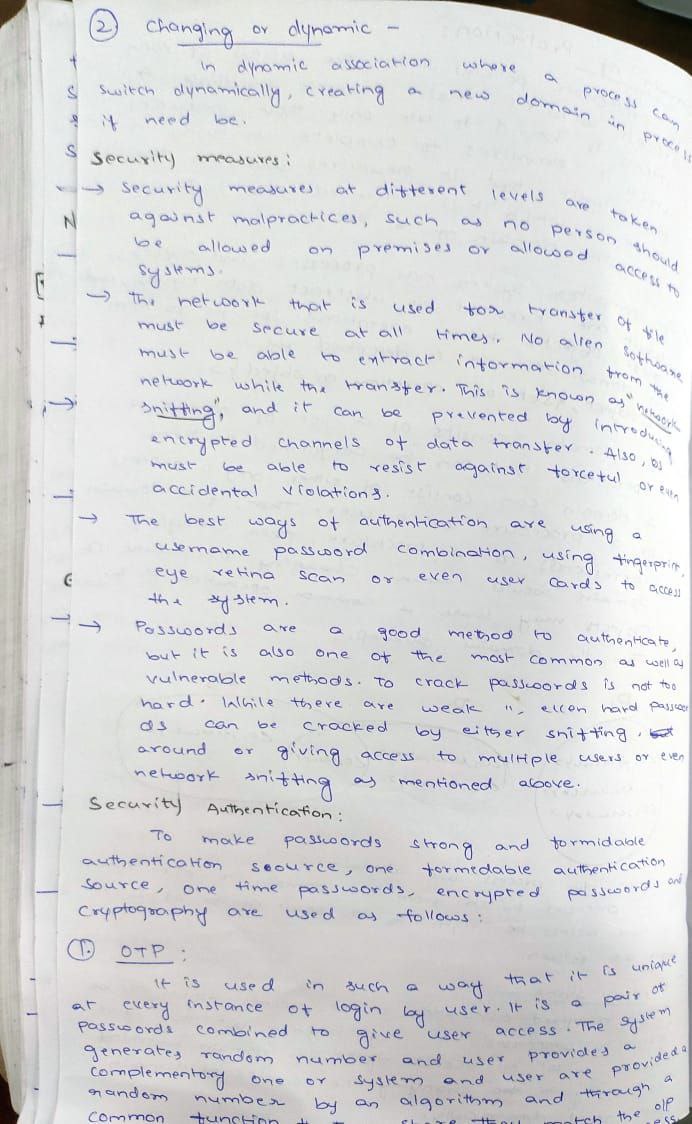 ② Changing or dynamic -
In dynamic association where a process can
switch dynamically, creating a new domain in process
if need be.
Security measures:
→ Security measures at different levels are taken
against malpractices, such as no person should
be allowed on premises or allowed access to
systems.
→ The network that is used for transfer of file
must be secure at all times. No alien software
must be able to extract information from the
network while the transfer. This is known as "network
sniffing", and it can be prevented by introducing
encrypted channels of data transfer. Also, OS
must be able to resist against forceful or even
accidental violations.
→ The best ways of authentication are using a
username password combination, using fingerprint,
eye retina scan or even user cards to access
the system.
→ Passwords are a good method to authenticate,
but it is also one of the most common as well as
vulnerable methods. To crack passwords is not too
hard. While there are weak ", even hard passwor
ds can be cracked by either sniffing,
around or giving access to multiple users or even
network sniffing as mentioned above.
Security Authentication:
To make passwords strong and formidable
authentication soource, one formedable authentication
Source, one time passwords, encrypted passwords and
Cryptography are used as follows:
①. OTP:
It is used in such a way that it is unique
at every instance of login by user. It is a pair of
passwords combined to give user access. The system
generates random number and user provides a
complementory one or system and user are provided a
random number by an algorithm and through a
common function the o/p